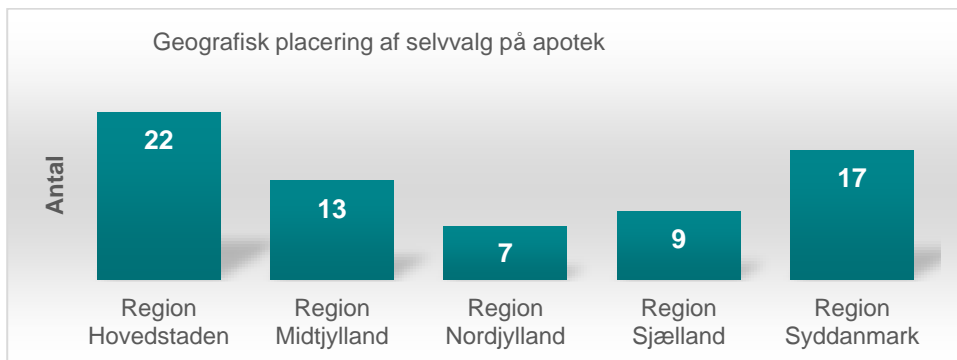 Geografisk placering af selvvalg på apotek
Antal
22
13
7
9
17
Region
Hovedstaden
Region
Midtjylland
Region
Nordjylland
Region
Sjælland
Region
Syddanmark